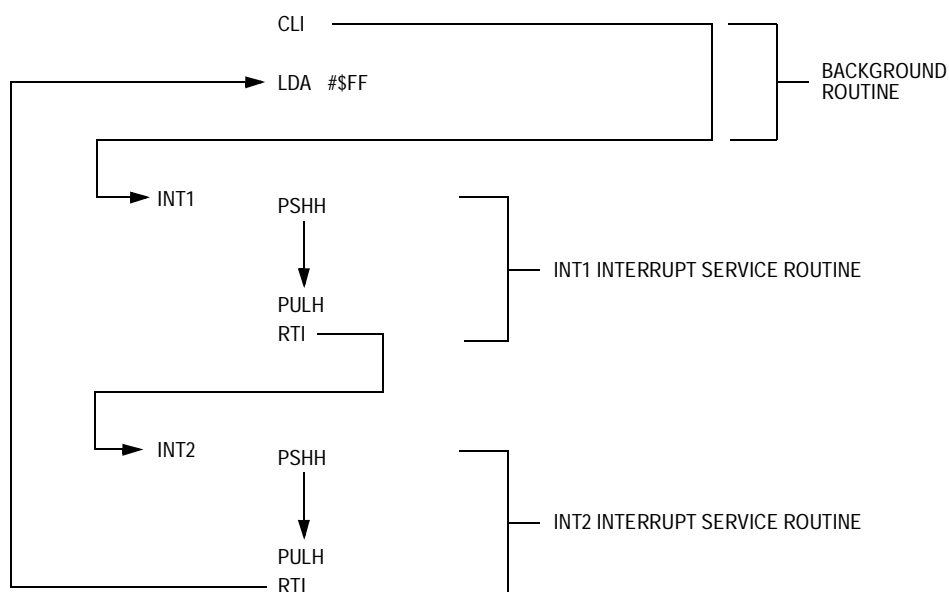 CLI
LDA #$FF
BACKGROUND
ROUTINE
INT1
PSHH
INT1 INTERRUPT SERVICE ROUTINE
PULH
RTI
INT2
PSHH
INT2 INTERRUPT SERVICE ROUTINE
PULH
RTI